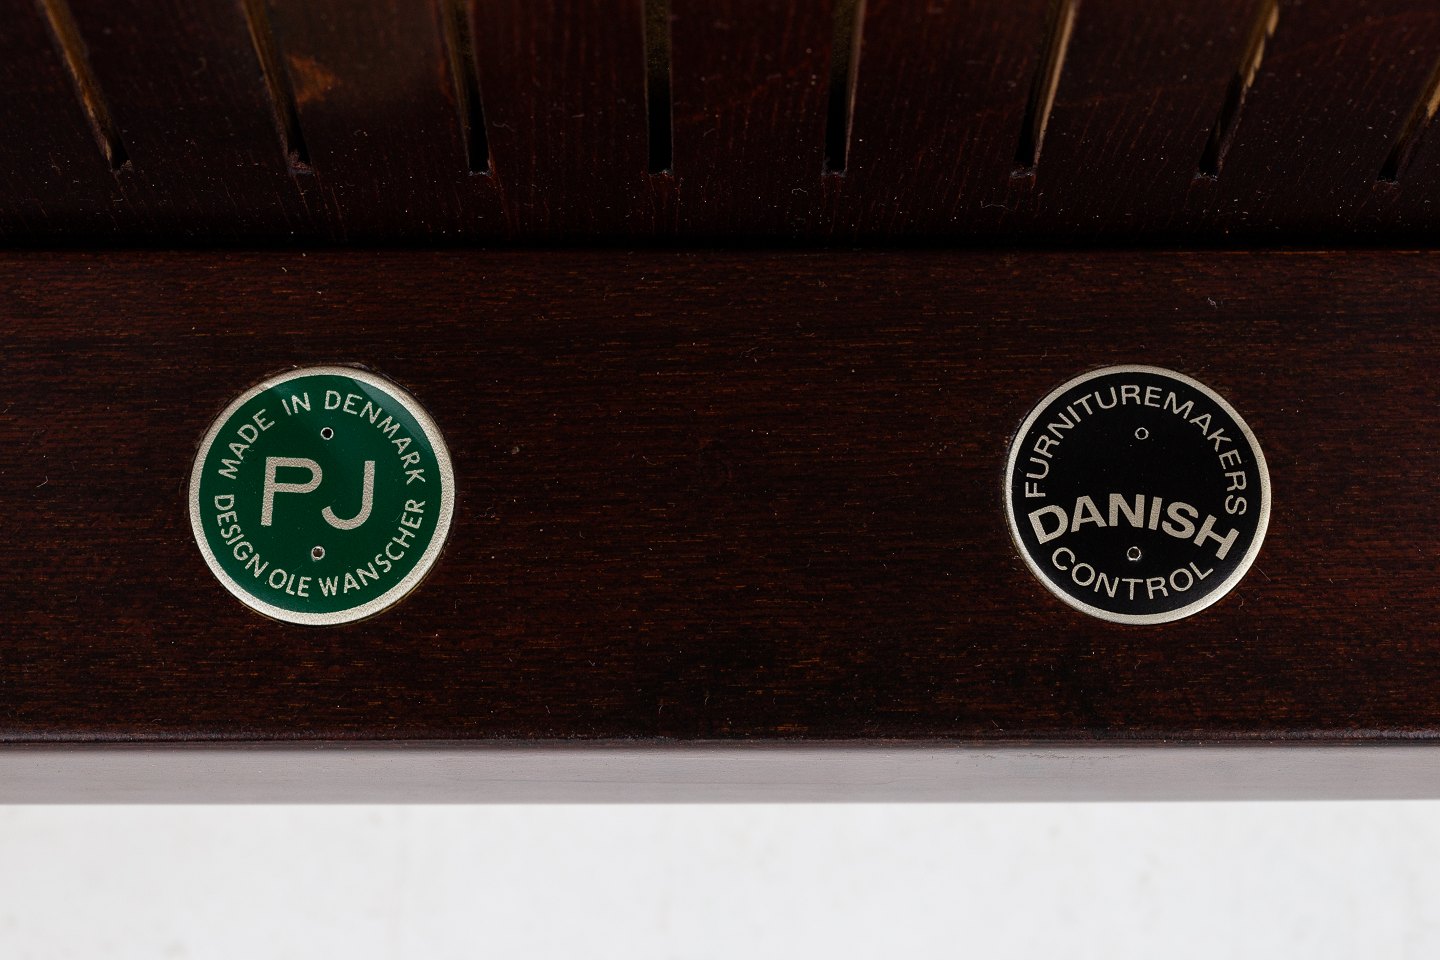 MADE IN DENMARK
PJ
DESIGN OLE WANSCHER
FURNITUREMAKERS
DANISH
CONTROL